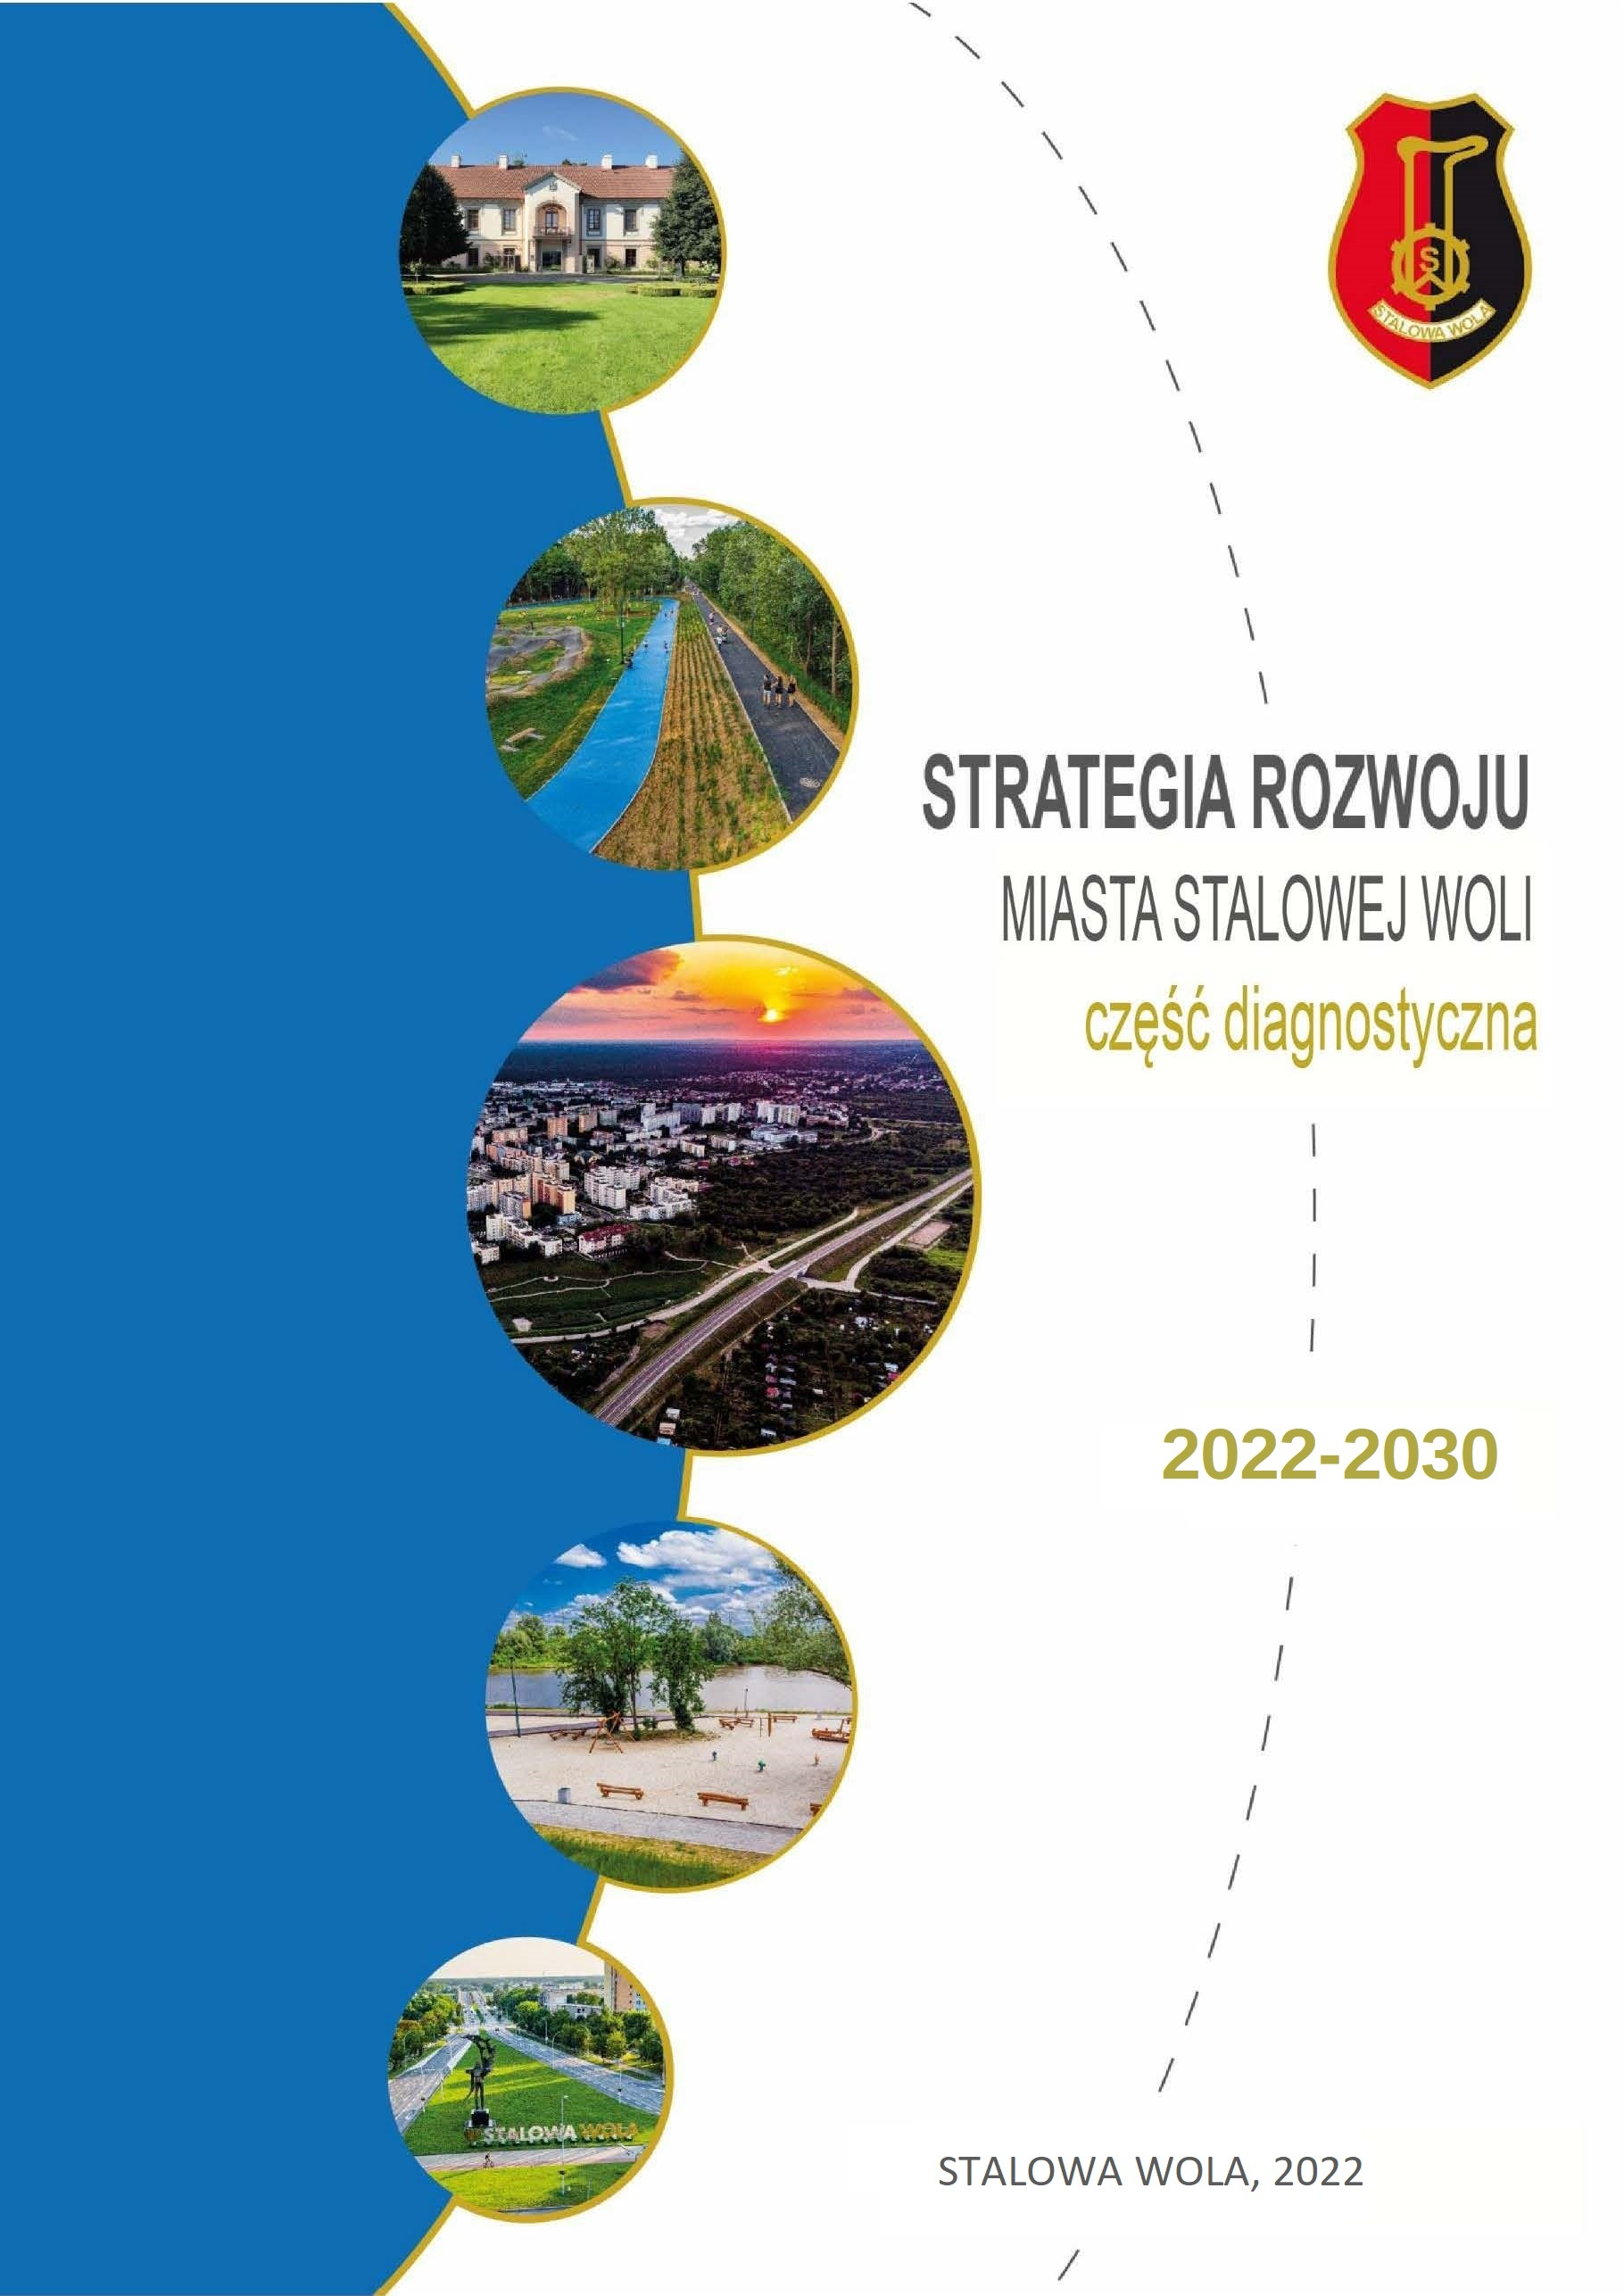 S
STALOWA WOLA
STRATEGIA ROZWOJU
MIASTA STALOWEJ WOLI
część diagnostyczna
2022-2030
STALOWA WOLA
STALOWA WOLA, 2022